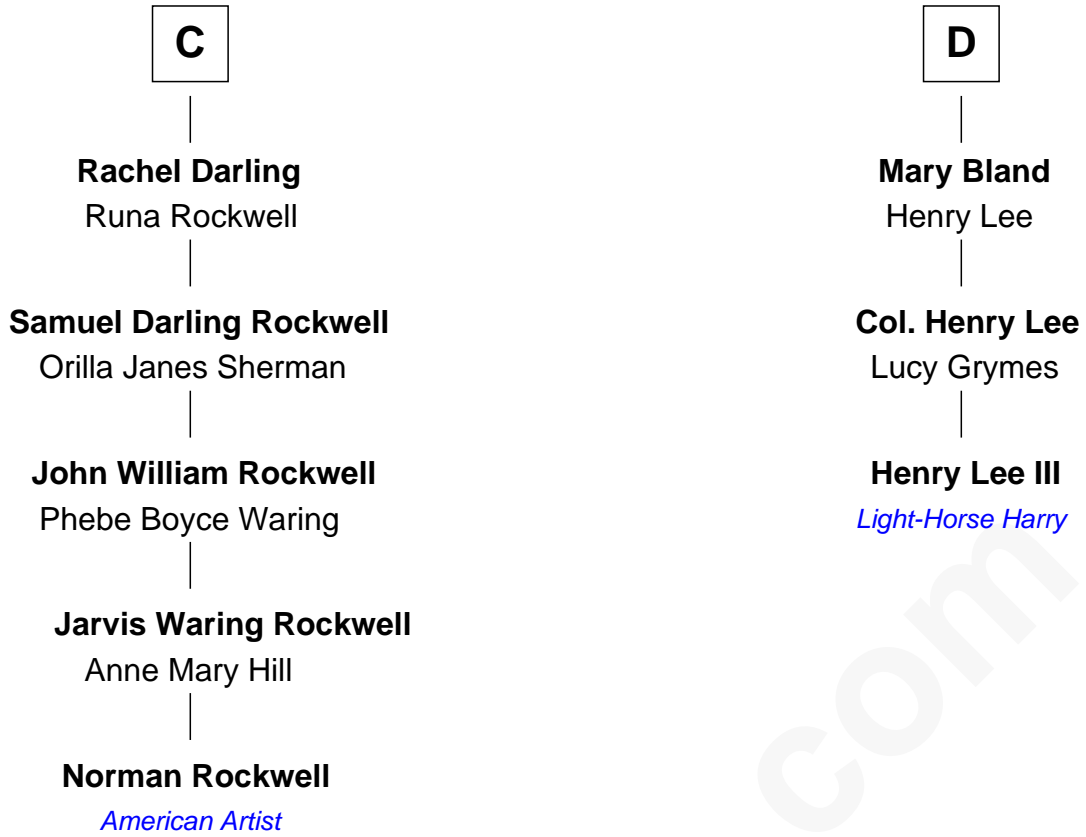 C
Rachel Darling
Runa Rockwell
Samuel Darling Rockwell
Orilla Janes Sherman
John William Rockwell
Phebe Boyce Waring
Jarvis Waring Rockwell
Anne Mary Hill
Norman Rockwell
American Artist
D
Mary Bland
Henry Lee
Col. Henry Lee
Lucy Grymes
Henry Lee III
Light-Horse Harry
com